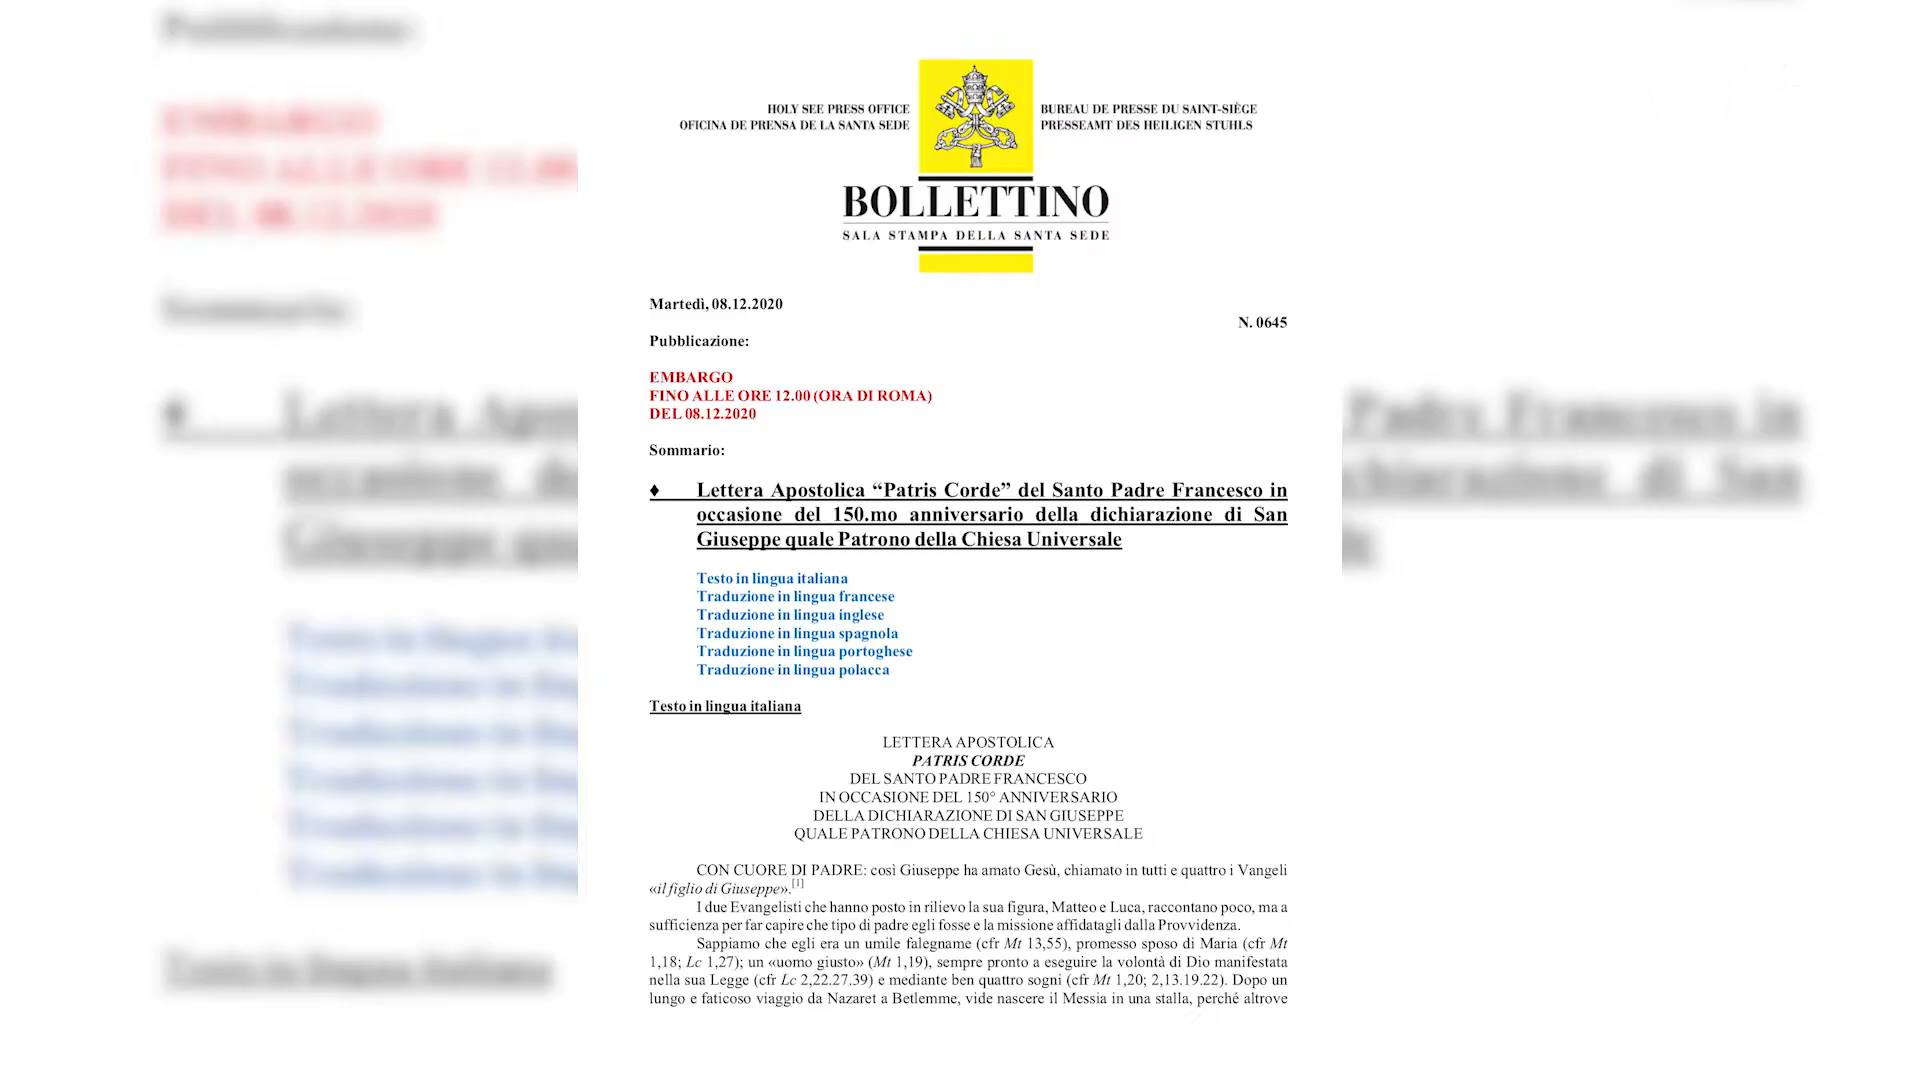 HOLY SEE PRESS OFFICE
OFICINA DE PRENSA DE LA SANTA SEDE
BUREAU DE PRESSE DU SAINT-SIÈGE
PRESSEAMT DES HEILIGEN STUHLS
BOLLETTINO
SALA STAMPA DELLA SANTA SEDE
Martedì, 08.12.2020
N. 0645
Pubblicazione:
EMBARGO
FINO ALLE ORE 12.00 (ORA DI ROMA)
DEL 08.12.2020
Sommario:
♦ Lettera Apostolica “Patris Corde” del Santo Padre Francesco in
occasione del 150.mo anniversario della dichiarazione di San
Giuseppe quale Patrono della Chiesa Universale
Testo in lingua italiana
Traduzione in lingua francese
Traduzione in lingua inglese
Traduzione in lingua spagnola
Traduzione in lingua portoghese
Traduzione in lingua polacca
Testo in lingua italiana
LETTERA APOSTOLICA
PATRIS CORDE
DEL SANTO PADRE FRANCESCO
IN OCCASIONE DEL 150° ANNIVERSARIO
DELLA DICHIARAZIONE DI SAN GIUSEPPE
QUALE PATRONO DELLA CHIESA UNIVERSALE
CON CUORE DI PADRE: così Giuseppe ha amato Gesù, chiamato in tutti e quattro i Vangeli
«il figlio di Giuseppe».[1]
I due Evangelisti che hanno posto in rilievo la sua figura, Matteo e Luca, raccontano poco, ma a
sufficienza per far capire che tipo di padre egli fosse e la missione affidatagli dalla Provvidenza.
Sappiamo che egli era un umile falegname (cfr Mt 13,55), promesso sposo di Maria (cfr Mt
1,18; Lc 1,27); un «uomo giusto» (Mt 1,19), sempre pronto a eseguire la volontà di Dio manifestata
nella sua Legge (cfr Lc 2,22.27.39) e mediante ben quattro sogni (cfr Mt 1,20; 2,13.19.22). Dopo un
lungo e faticoso viaggio da Nazaret a Betlemme, vide nascere il Messia in una stalla, perché altrove